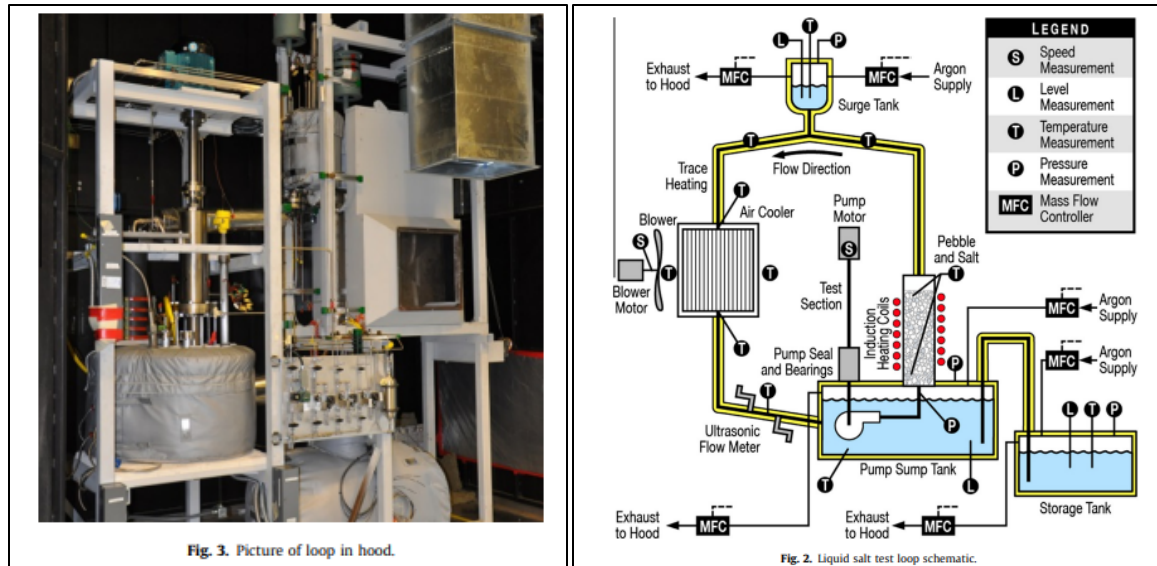 Fig. 3. Picture of loop in hood.
LEGEND
S Speed
Measurement
L Level
Measurement
T Temperature
Measurement
P Pressure
Measurement
MFC Mass Flow
Controller
T
L P
Exhaust
to Hood
MFC
MFC
Argon
Supply
Surge Tank
T T
Flow Direction
Trace
Heating
T
Air Cooler
Blower
S
T T
Blower
Motor
T
Pump
Motor
S
Test
Section
Pump Seal
and Bearings
Induction
Heating Coils
Pebble
and Salt
T
MFC
Argon
Supply
MFC
Argon
Supply
P
T
Ultrasonic
Flow Meter
P
L T P
Pump Sump Tank
T L
Storage Tank
Exhaust
to Hood
MFC
Exhaust
to Hood
MFC
Fig. 2. Liquid salt test loop schematic.